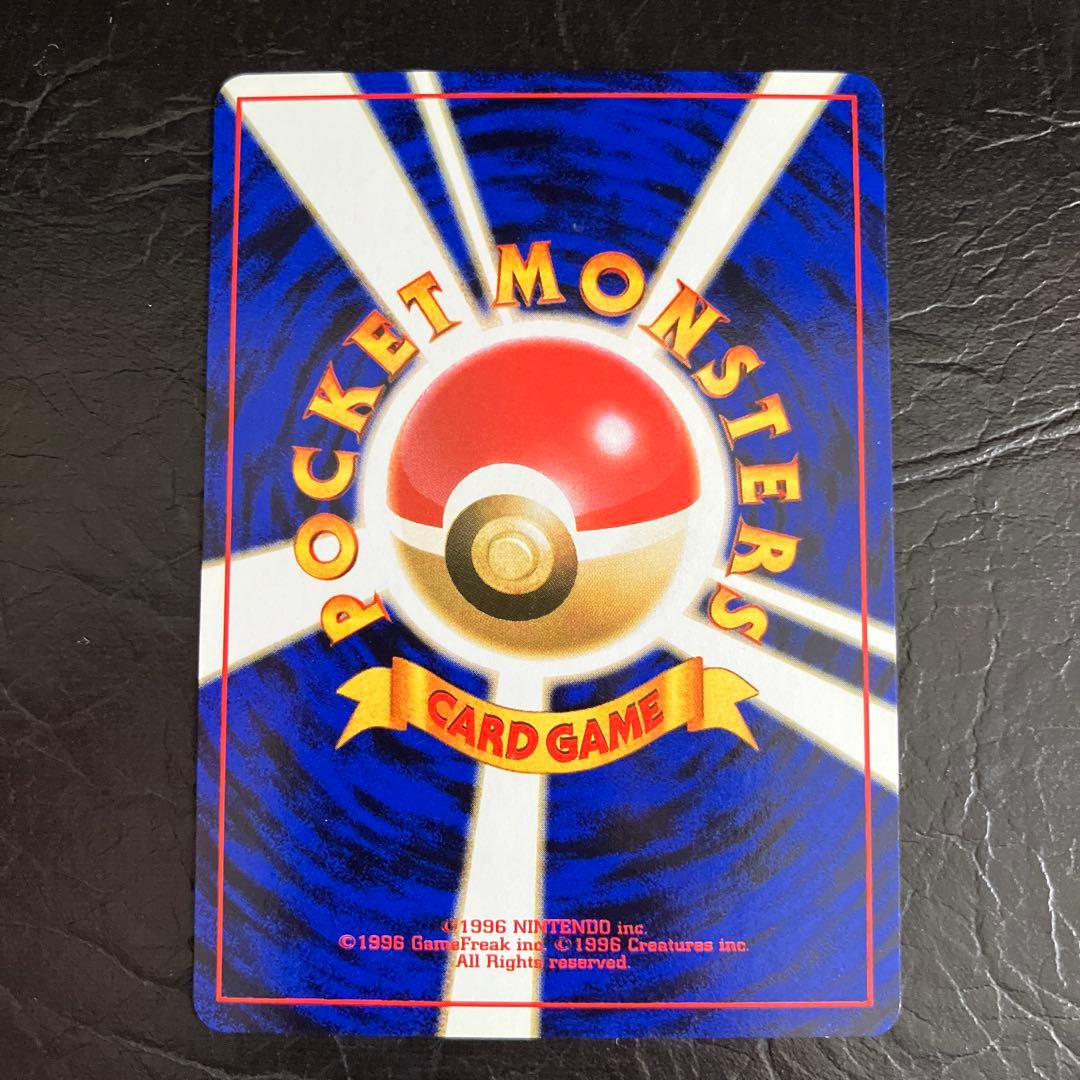 POCKET MONSTERS
CARD GAME
©1996 NINTENDO inc.
©1996 GameFreak inc. ©1996 Creatures inc.
All Rights reserved.